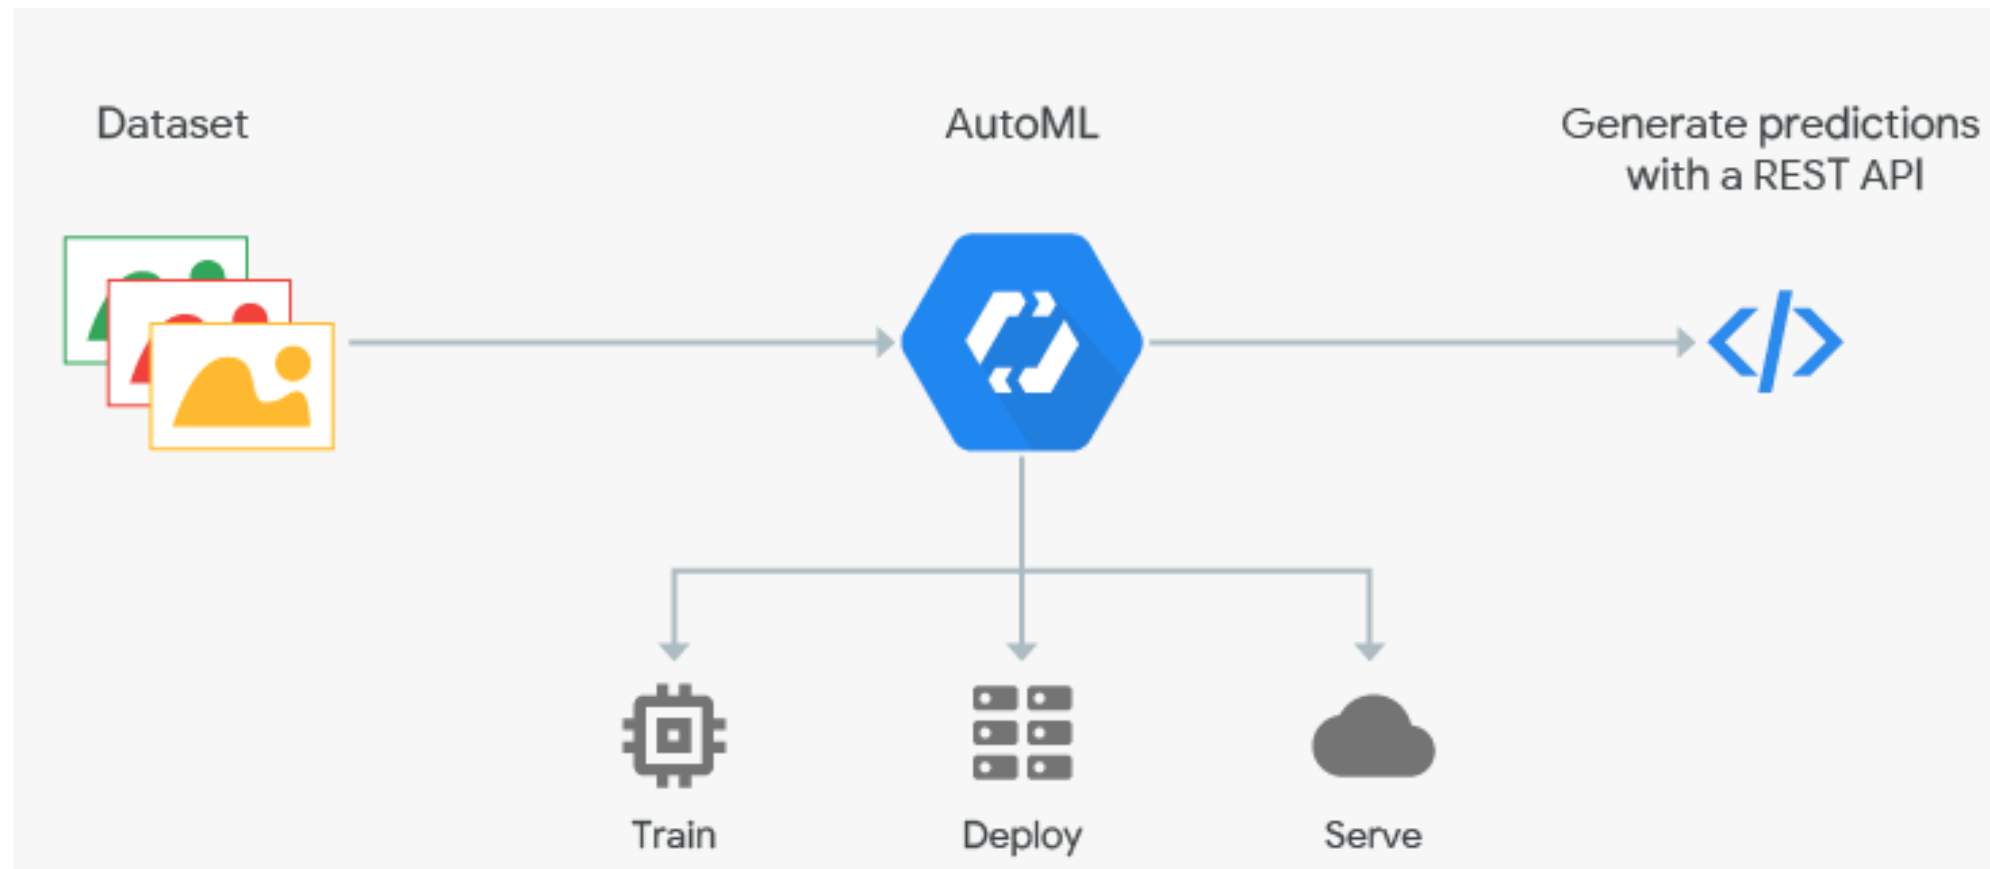 Dataset
AutoML
Generate predictions
with a REST API
Train
Deploy
Serve